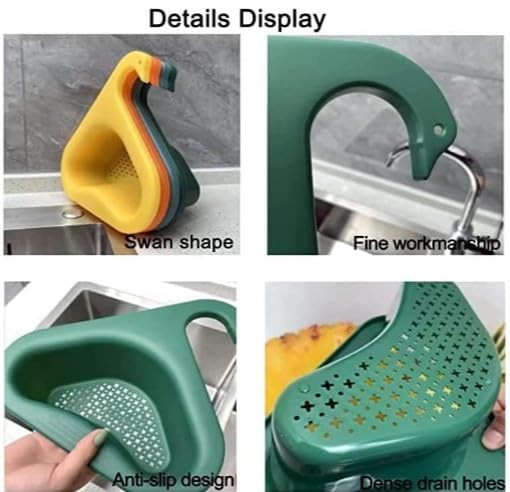 Details Display
Swan shape
Fine workmanship
Anti-slip design
Dense drain holes